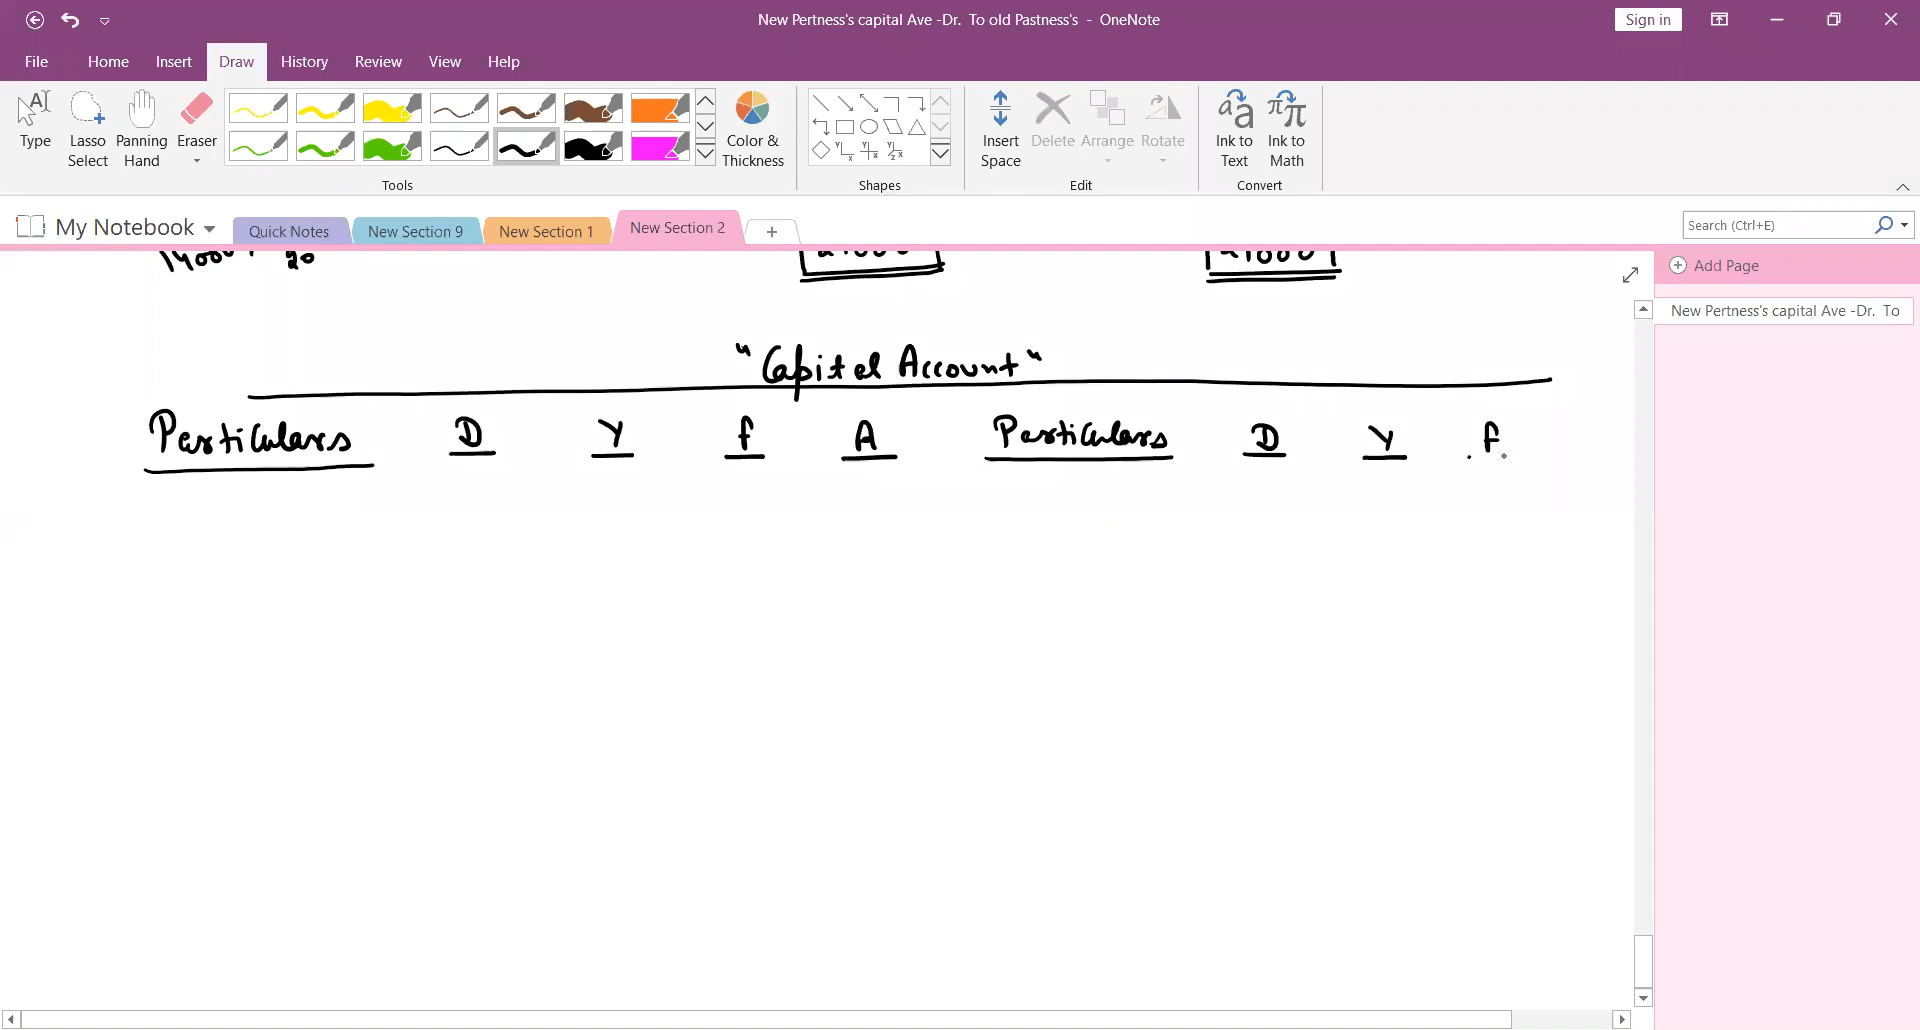 New Pertness's capital Ave -Dr. To old Pastness's - OneNote
Sign in
File Home Insert Draw History Review View Help
Type
Lasso Select
Panning Hand
Eraser
Color & Thickness
Insert Space
Delete
Arrange
Rotate
Ink to Text
Ink to Math
Tools Shapes Edit Convert
My Notebook Quick Notes New Section 9 New Section 1 New Section 2 +
Search (Ctrl+E)
Add Page
New Pertness's capital Ave -Dr. To
"Capital Account"
Particulars D Y F A Particulars D Y F